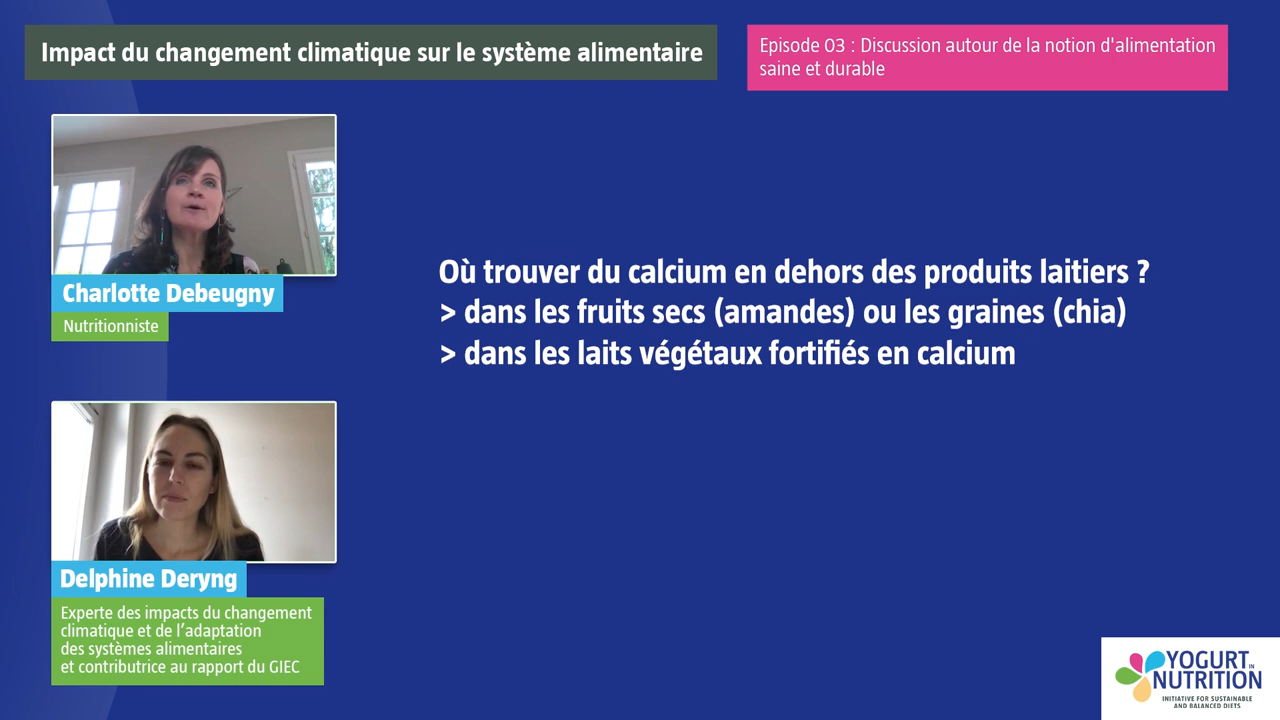 Impact du changement climatique sur le système alimentaire
Episode 03 : Discussion autour de la notion d'alimentation
saine et durable
Charlotte Debeugny
Nutritionniste
Où trouver du calcium en dehors des produits laitiers ?
> dans les fruits secs (amandes) ou les graines (chia)
> dans les laits végétaux fortifiés en calcium
Delphine Deryng
Experte des impacts du changement
climatique et de l’adaptation
des systèmes alimentaires
et contributrice au rapport du GIEC
YOGURT IN
NUTRITION
INITIATIVE FOR SUSTAINABLE
AND BALANCED DIETS